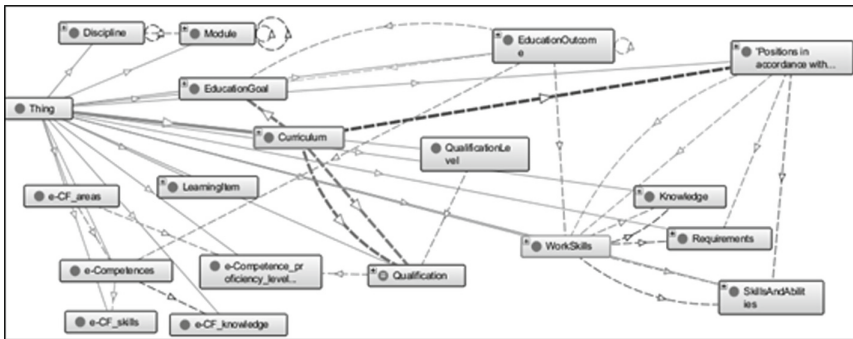 Discipline
Module
EducationOutcom
e
"Positions in
accordance with...
EducationGoal
Thing
Curriculum
QualificationLe
vel
LearningItem
e-CF_areas
Knowledge
WorkSkills
Requirements
e-Competences
e-Competence_pr
oficiency_level...
Qualification
SkillsAndAbilit
ies
e-CF_skills
e-CF_knowledge